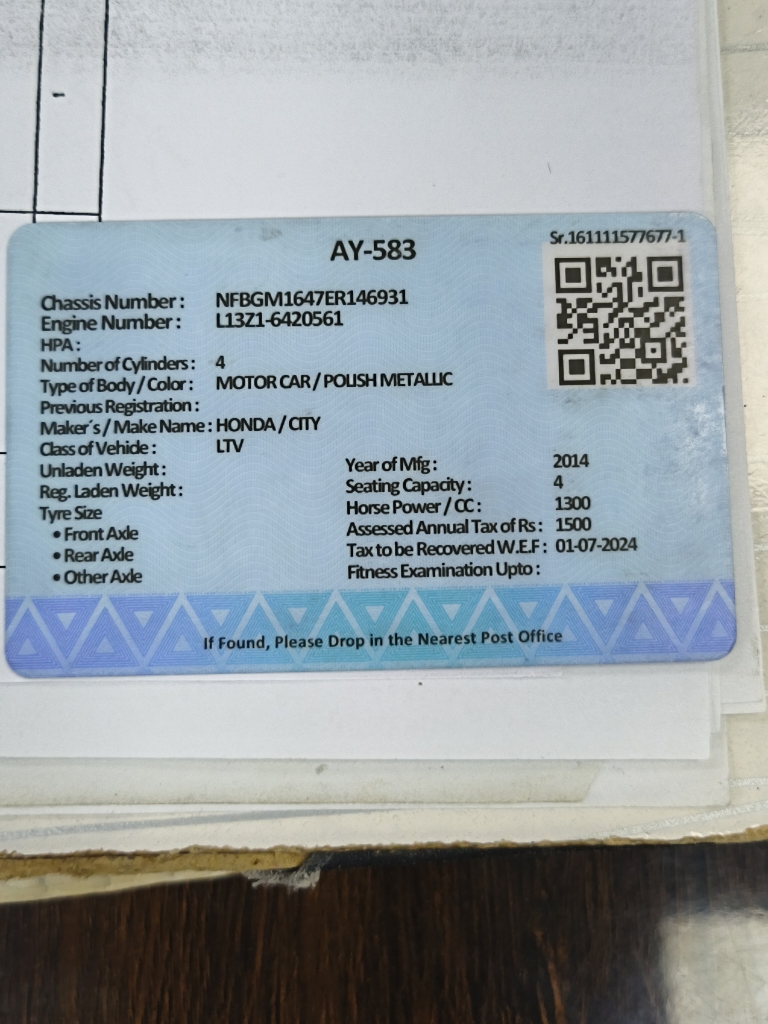 AY-583
Sr.161111577677-1
Chassis Number : NFBGM1647ER146931
Engine Number : L13Z1-6420561
HPA :
Number of Cylinders : 4
Type of Body / Color : MOTOR CAR / POLISH METALLIC
Previous Registration :
Maker´s / Make Name : HONDA / CITY
Class of Vehicle : LTV
Unladen Weight :
Reg. Laden Weight :
Tyre Size
• Front Axle
• Rear Axle
• Other Axle
Year of Mfg : 2014
Seating Capacity : 4
Horse Power / CC : 1300
Assessed Annual Tax of Rs : 1500
Tax to be Recovered W.E.F : 01-07-2024
Fitness Examination Upto :
If Found, Please Drop in the Nearest Post Office